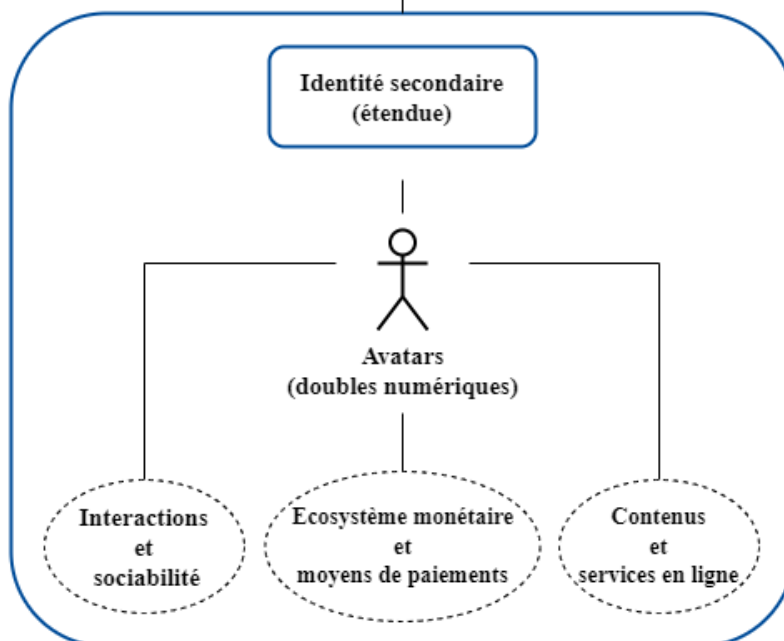 Identité secondaire
(étendue)
Avatars
(doubles numériques)
Interactions
et
sociabilité
Ecosystème monétaire
et
moyens de paiements
Contenus
et
services en ligne